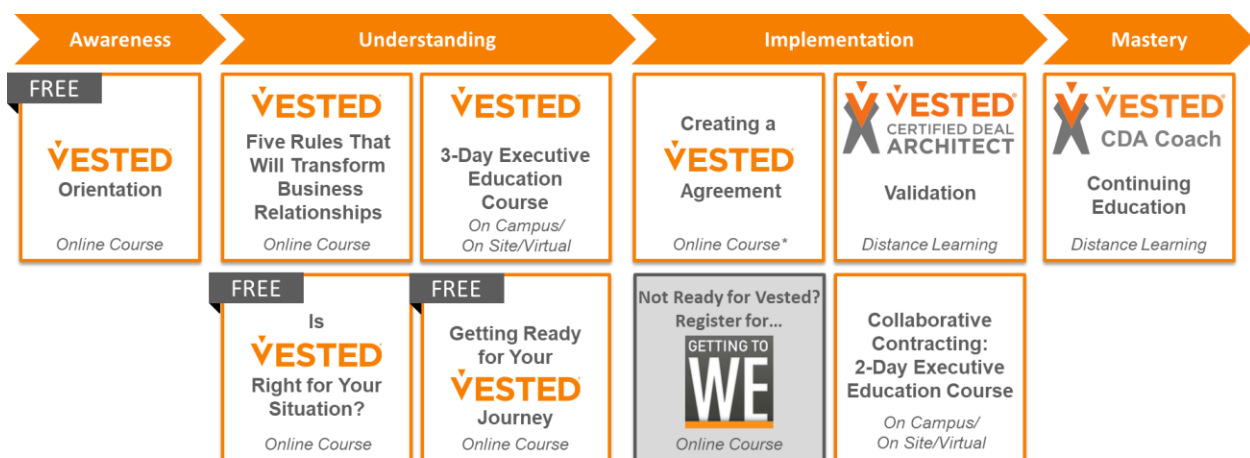 Awareness
Understanding
Implementation
Mastery
FREE
VESTED
Orientation
Online Course
VESTED
Five Rules That
Will Transform
Business
Relationships
Online Course
VESTED
3-Day Executive
Education
Course
On Campus/
On Site/Virtual
Creating a
VESTED
Agreement
Online Course*
VESTED®
CERTIFIED DEAL
ARCHITECT
Validation
Distance Learning
VESTED®
CDA Coach
Continuing
Education
Distance Learning
FREE
Is
VESTED
Right for Your
Situation?
Online Course
FREE
Getting Ready
for Your
VESTED
Journey
Online Course
Not Ready for Vested?
Register for...
GETTING TO
WE
Online Course
Collaborative
Contracting:
2-Day Executive
Education Course
On Campus/
On Site/Virtual